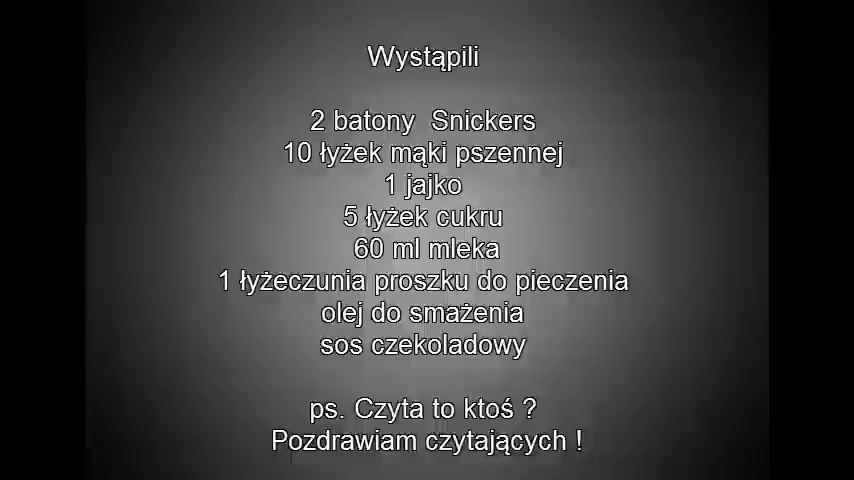 Wystąpili
2 batony Snickers
10 łyżek mąki pszennej
1 jajko
5 łyżek cukru
60 ml mleka
1 łyżeczunia proszku do pieczenia
olej do smażenia
sos czekoladowy
ps. Czyta to ktoś ?
Pozdrawiam czytających !